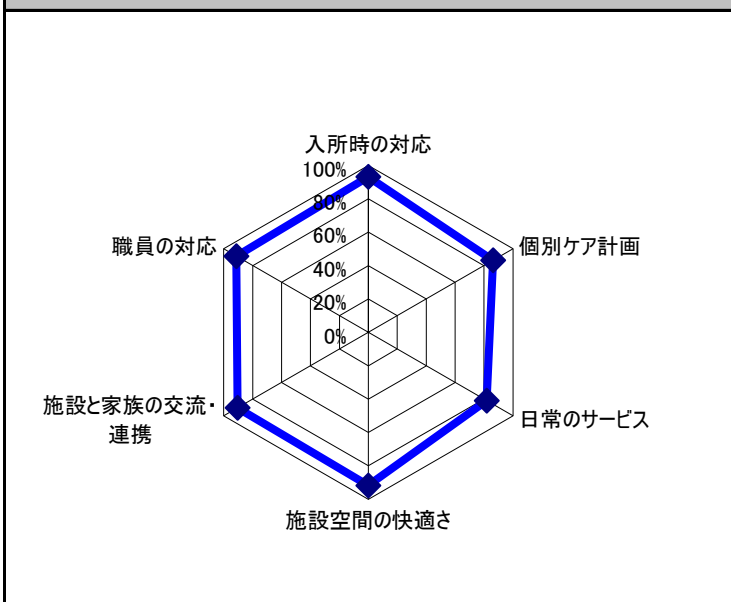 入所時の対応
100%
80%
60%
40%
20%
0%
個別ケア計画
日常のサービス
施設空間の快適さ
施設と家族の交流・
連携
職員の対応